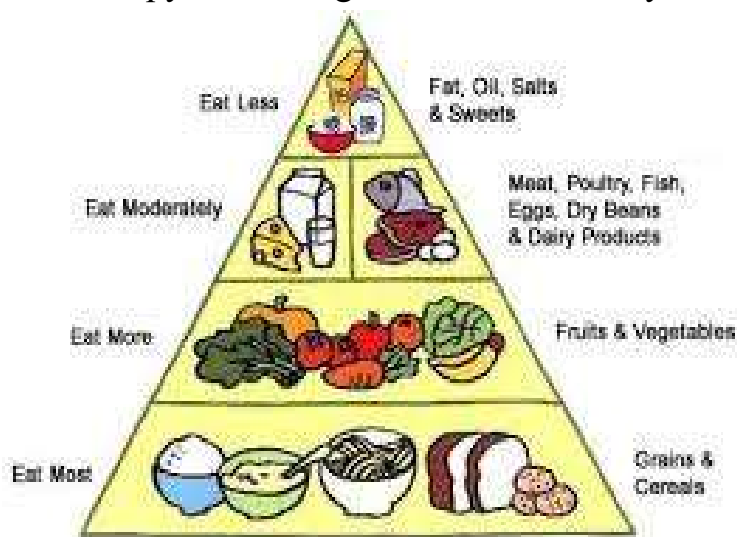 Eat Less
Fat, Oil, Salts
& Sweets
Eat Moderately
Meat, Poultry, Fish,
Eggs, Dry Beans
& Dairy Products
Eat More
Fruits & Vegetables
Eat Most
Grains &
Cereals